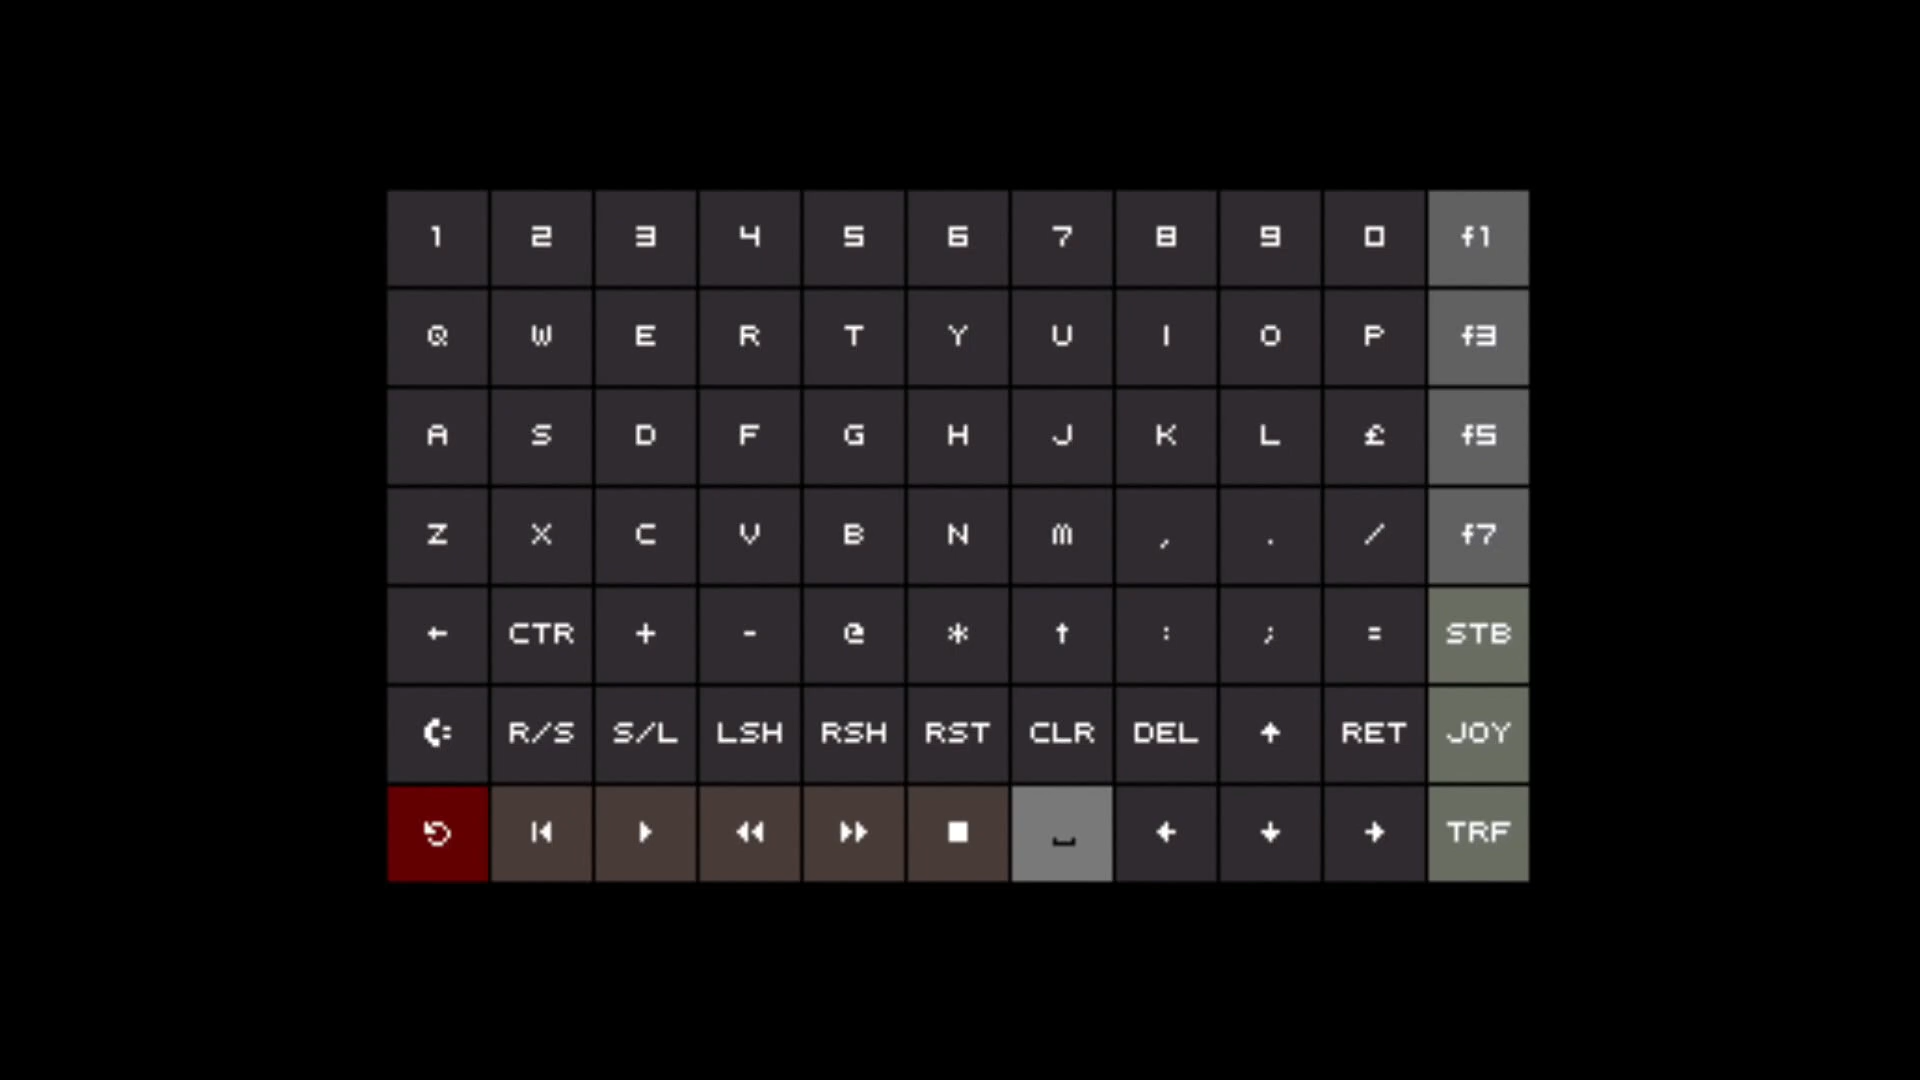 1 2 3 4 5 6 7 8 9 0 f1
Q W E R T Y U I O P f3
A S D F G H J K L £ f5
Z X C V B N M , . / f7
← CTR + - @ * ↑ : ; = STB
R/S S/L LSH RSH RST CLR DEL ↑ RET JOY
← ↓ → TRF